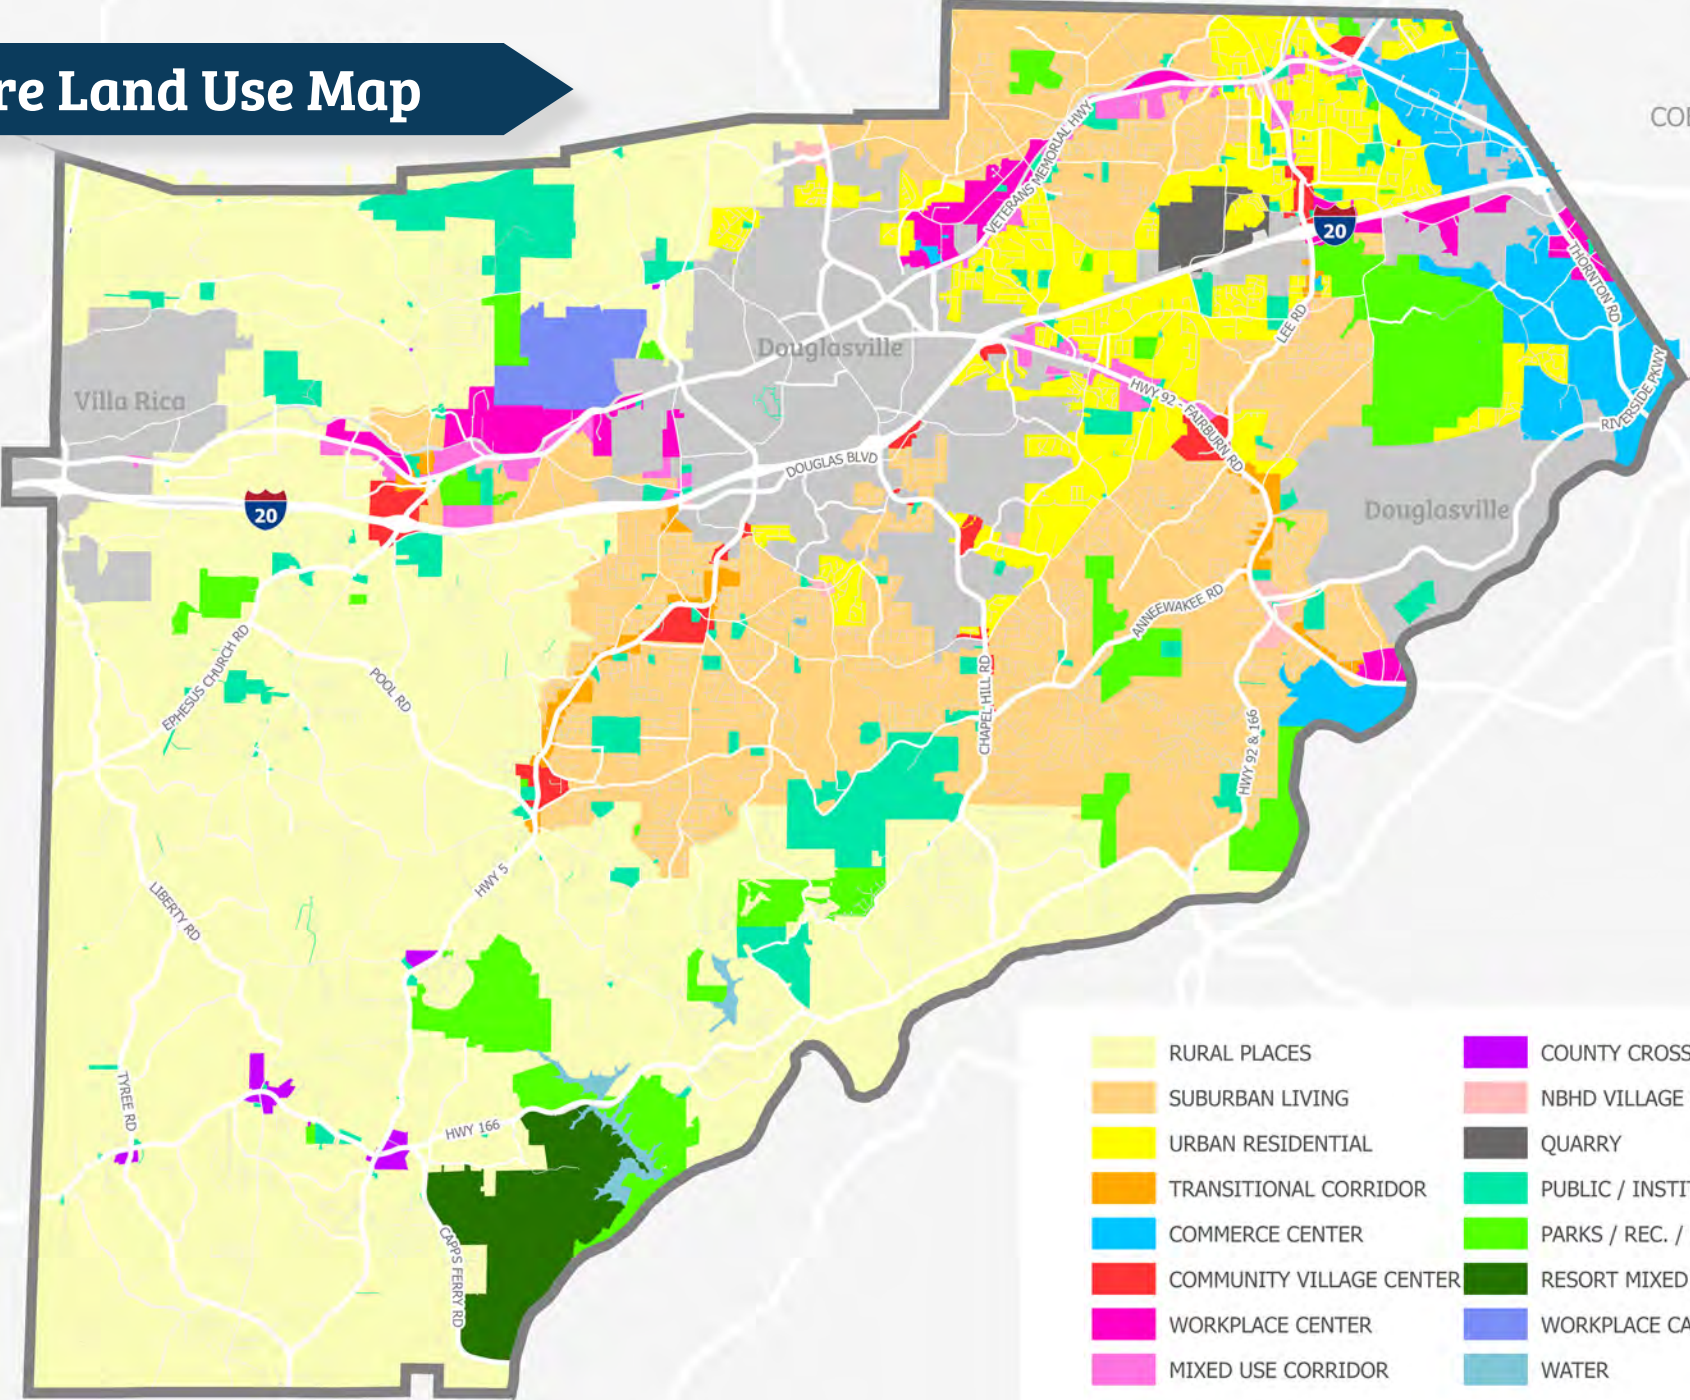 re Land Use Map
COB
VETERANS MEMORIAL HWY
20
THORNTON RD
LEE RD
Douglasville
Villa Rica
HWY 92 - FAIRBURN RD
RIVERSIDE PKWY
DOUGLAS BLVD
20
Douglasville
ANNEEWAKEE RD
EPHESUS CHURCH RD
POOL RD
CHAPEL HILL RD
HWY 92 & 166
HWY 5
LIBERTY RD
TYREE RD
HWY 166
CAPPS FERRY RD
RURAL PLACES
SUBURBAN LIVING
URBAN RESIDENTIAL
TRANSITIONAL CORRIDOR
COMMERCE CENTER
COMMUNITY VILLAGE CENTER
WORKPLACE CENTER
MIXED USE CORRIDOR
COUNTY CROSS
NBHD VILLAGE
QUARRY
PUBLIC / INSTIT
PARKS / REC. /
RESORT MIXED
WORKPLACE CA
WATER